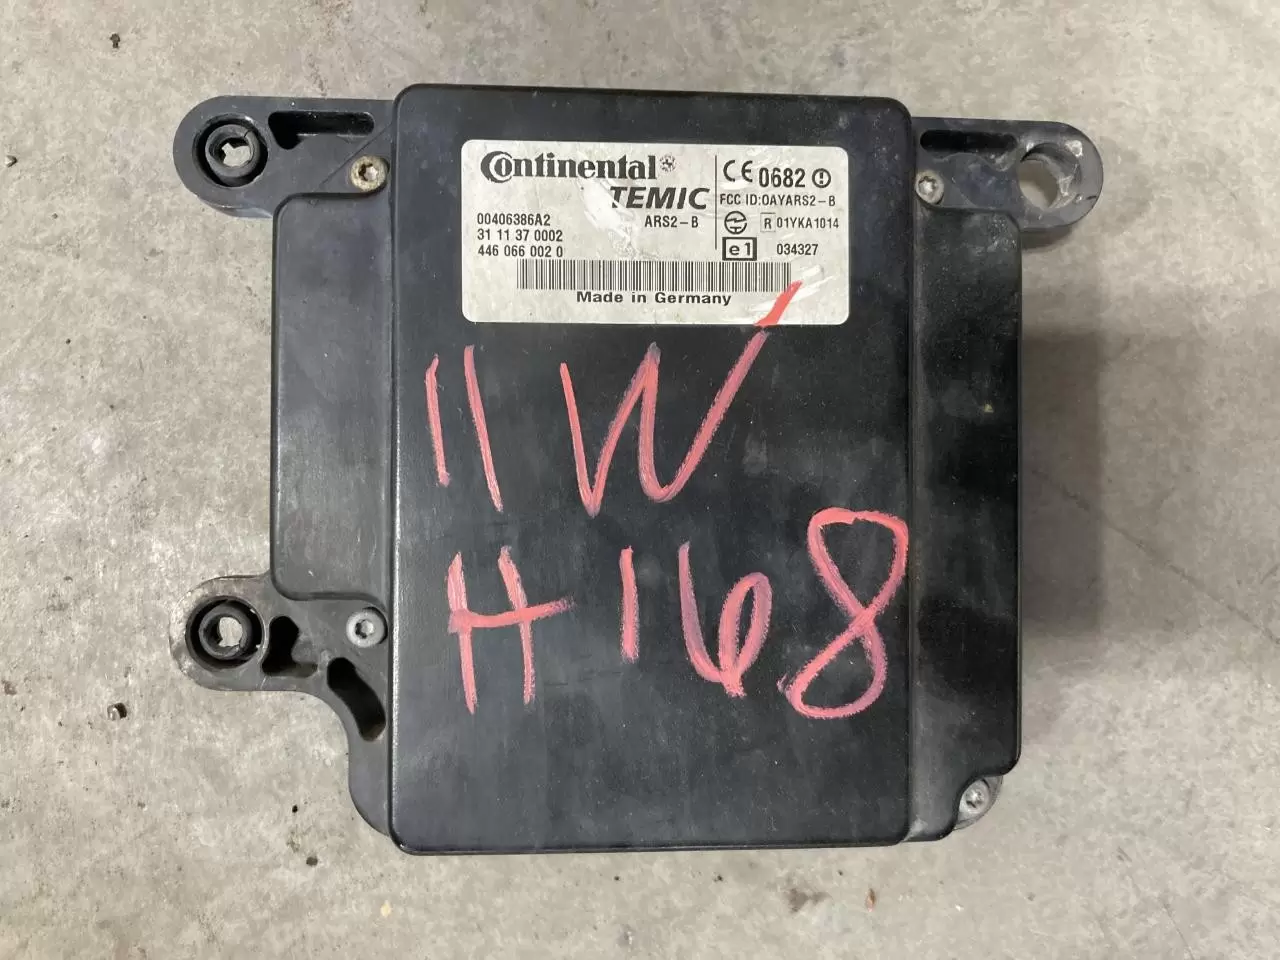 Continental
TEMIC
00406386A2 ARS2-B
31 11 37 0002
446 066 002 0
CE 0682
FCC ID:OAYARS2-B
R 01YKA1014
e1 034327
Made in Germany
11 W
H168